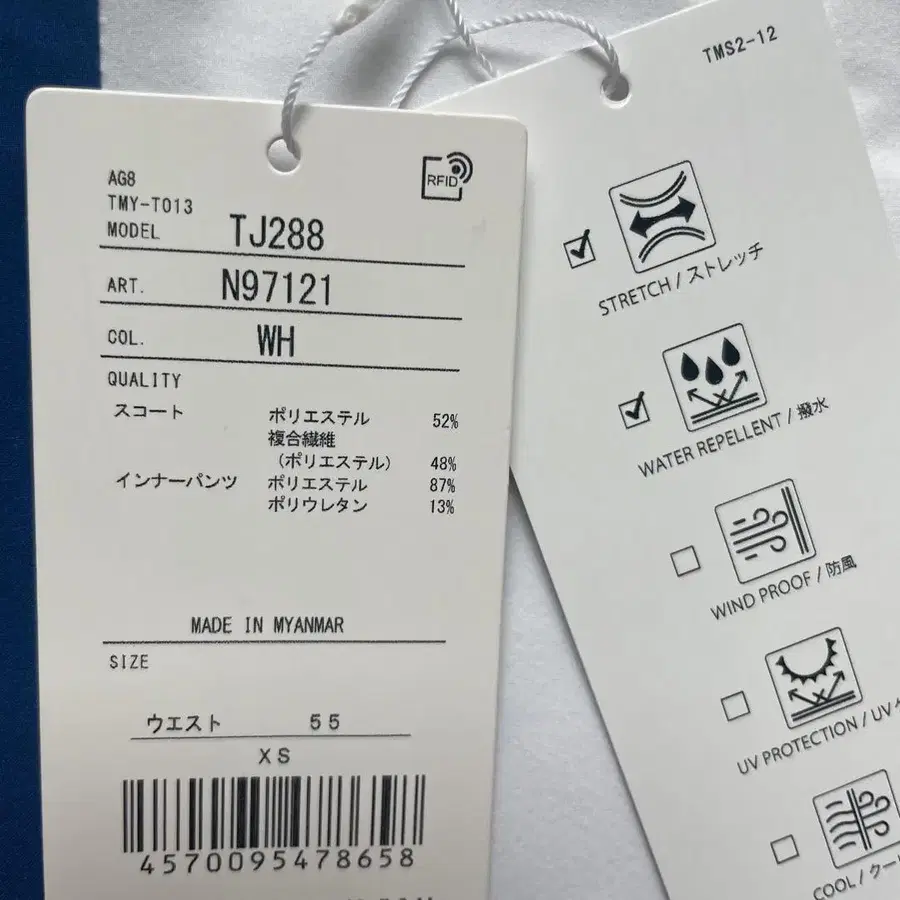 AG8
TMY-T013
MODEL TJ288
ART. N97121
COL. WH
QUALITY
スコート ポリエステル 52%
複合繊維
(ポリエステル) 48%
インナーパンツ ポリエステル 87%
ポリウレタン 13%
MADE IN MYANMAR
SIZE
ウエスト 55
XS
4570095478658
RFID
TMS2-12
STRETCH / ストレッチ
WATER REPELLENT / 撥水
WIND PROOF / 防風
UV PROTECTION / UV
COOL / クー